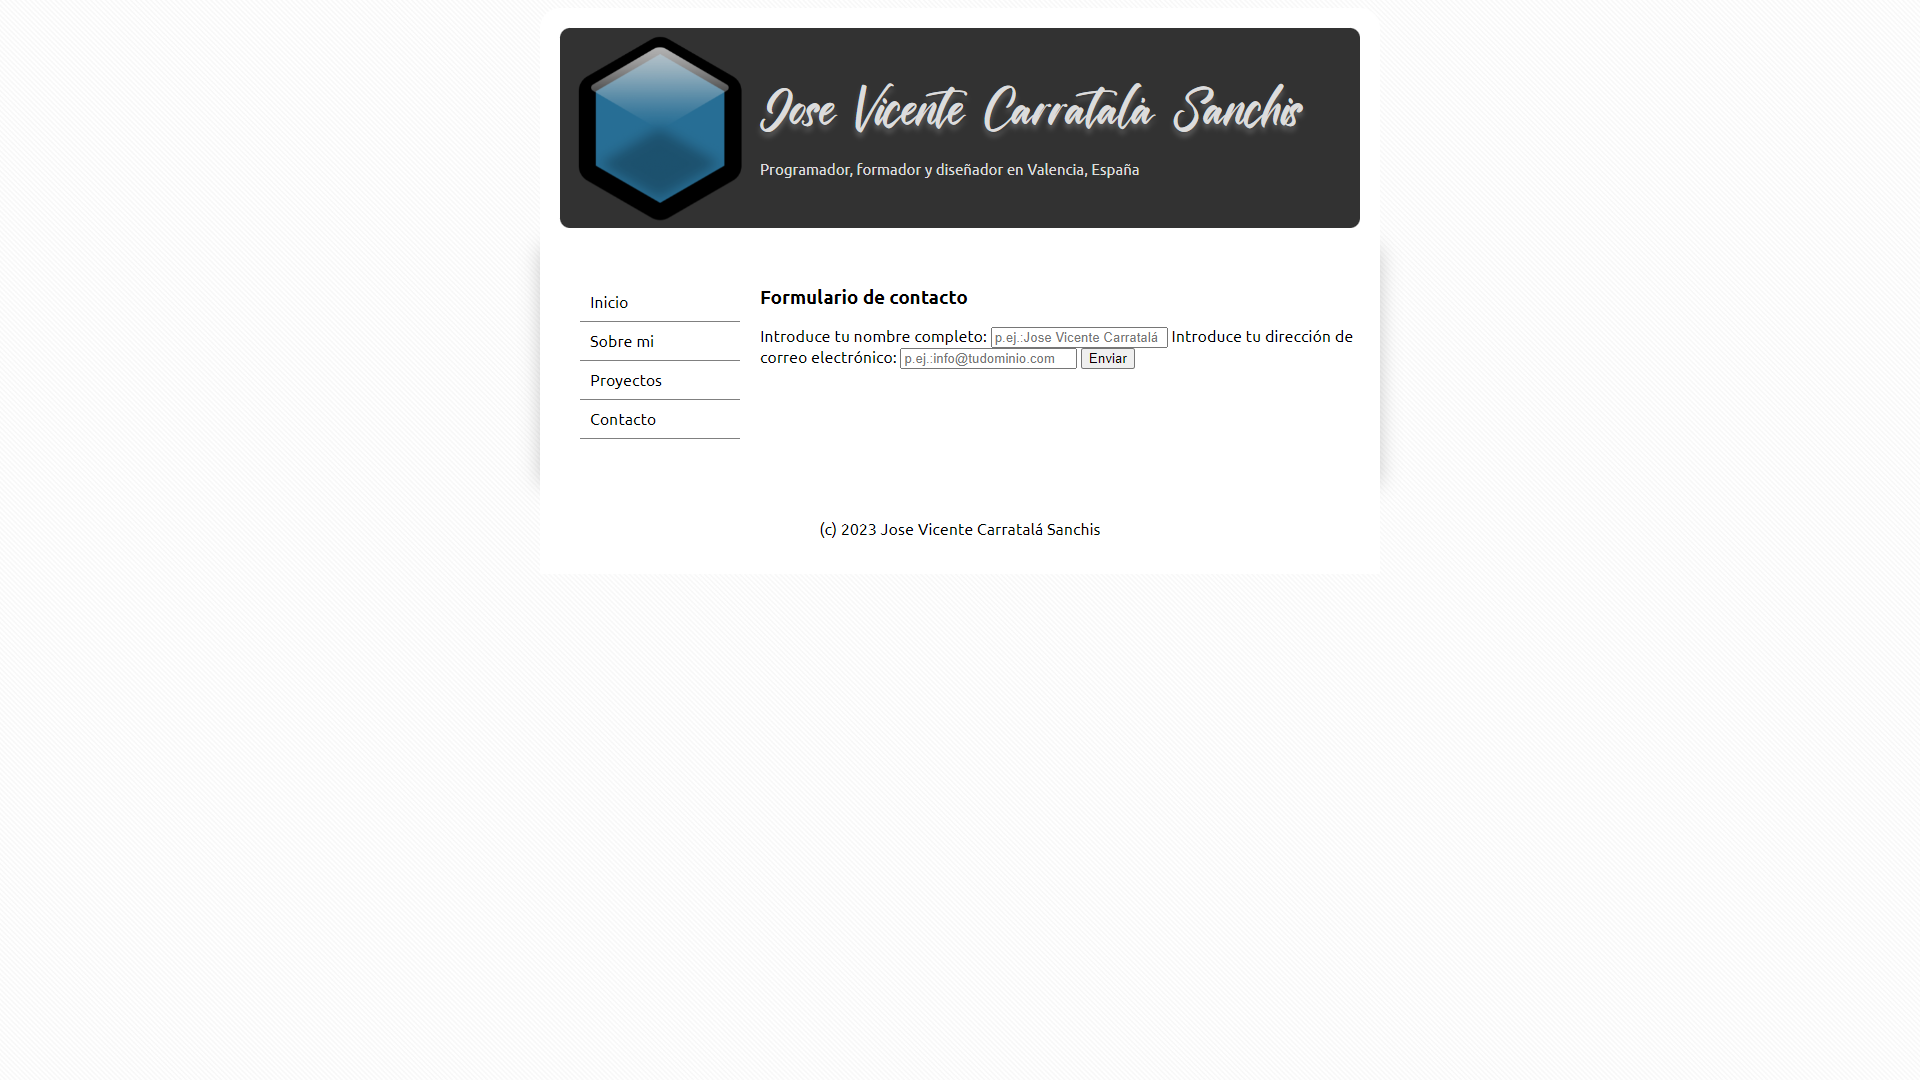 Jose Vicente Carratalá Sanchis
Programador, formador y diseñador en Valencia, España
Inicio
Sobre mi
Proyectos
Contacto
Formulario de contacto
Introduce tu nombre completo: p.ej.:Jose Vicente Carratalá Introduce tu dirección de
correo electrónico: p.ej.:info@tudominio.com Enviar
(c) 2023 Jose Vicente Carratalá Sanchis